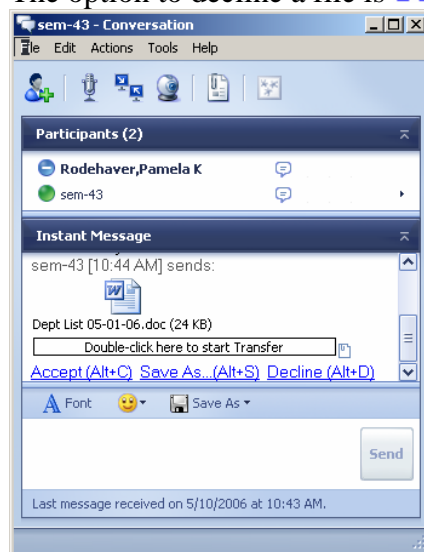 The option to decline a file is
sem-43 - Conversation
File Edit Actions Tools Help
Participants (2)
Rodehaver,Pamela K
sem-43
Instant Message
sem-43 [10:44 AM] sends:
Dept List 05-01-06.doc (24 KB)
Double-click here to start Transfer
Accept (Alt+C) Save As...(Alt+S) Decline (Alt+D)
Font Save As
Send
Last message received on 5/10/2006 at 10:43 AM.